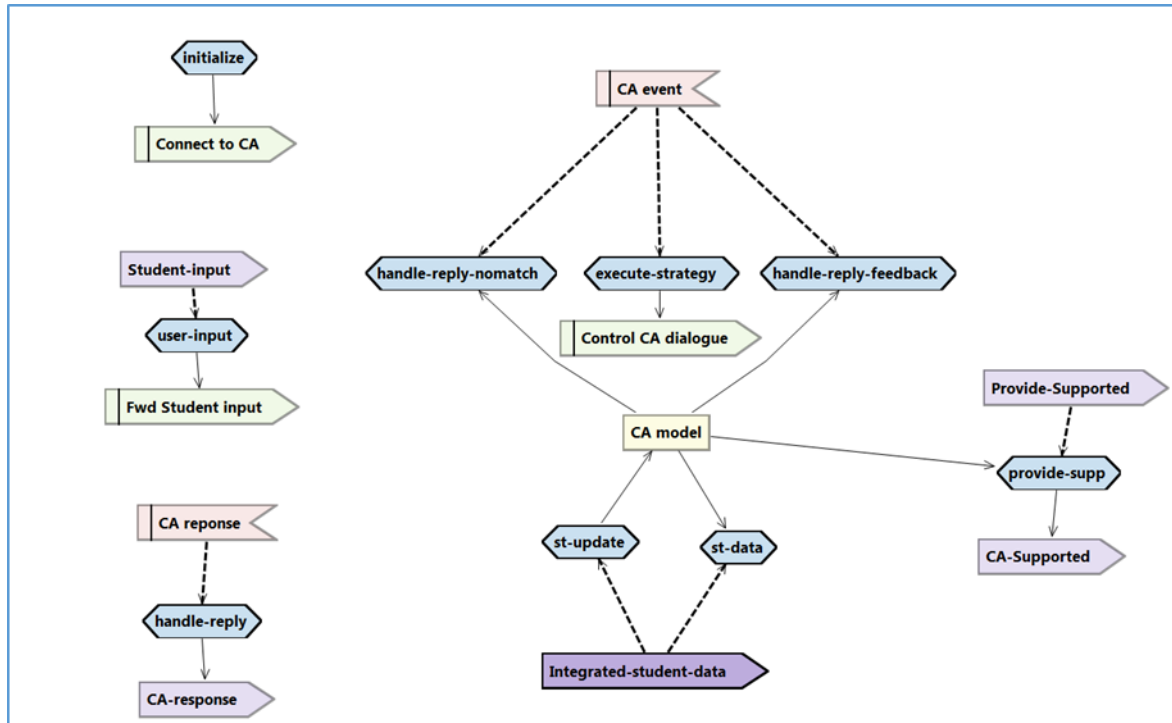 initialize
CA event
Connect to CA
Student-input
handle-reply-nomatch
execute-strategy
handle-reply-feedback
user-input
Control CA dialogue
Provide-Supported
Fwd Student input
CA model
provide-supp
CA reponse
st-update
st-data
CA-Supported
handle-reply
Integrated-student-data
CA-response